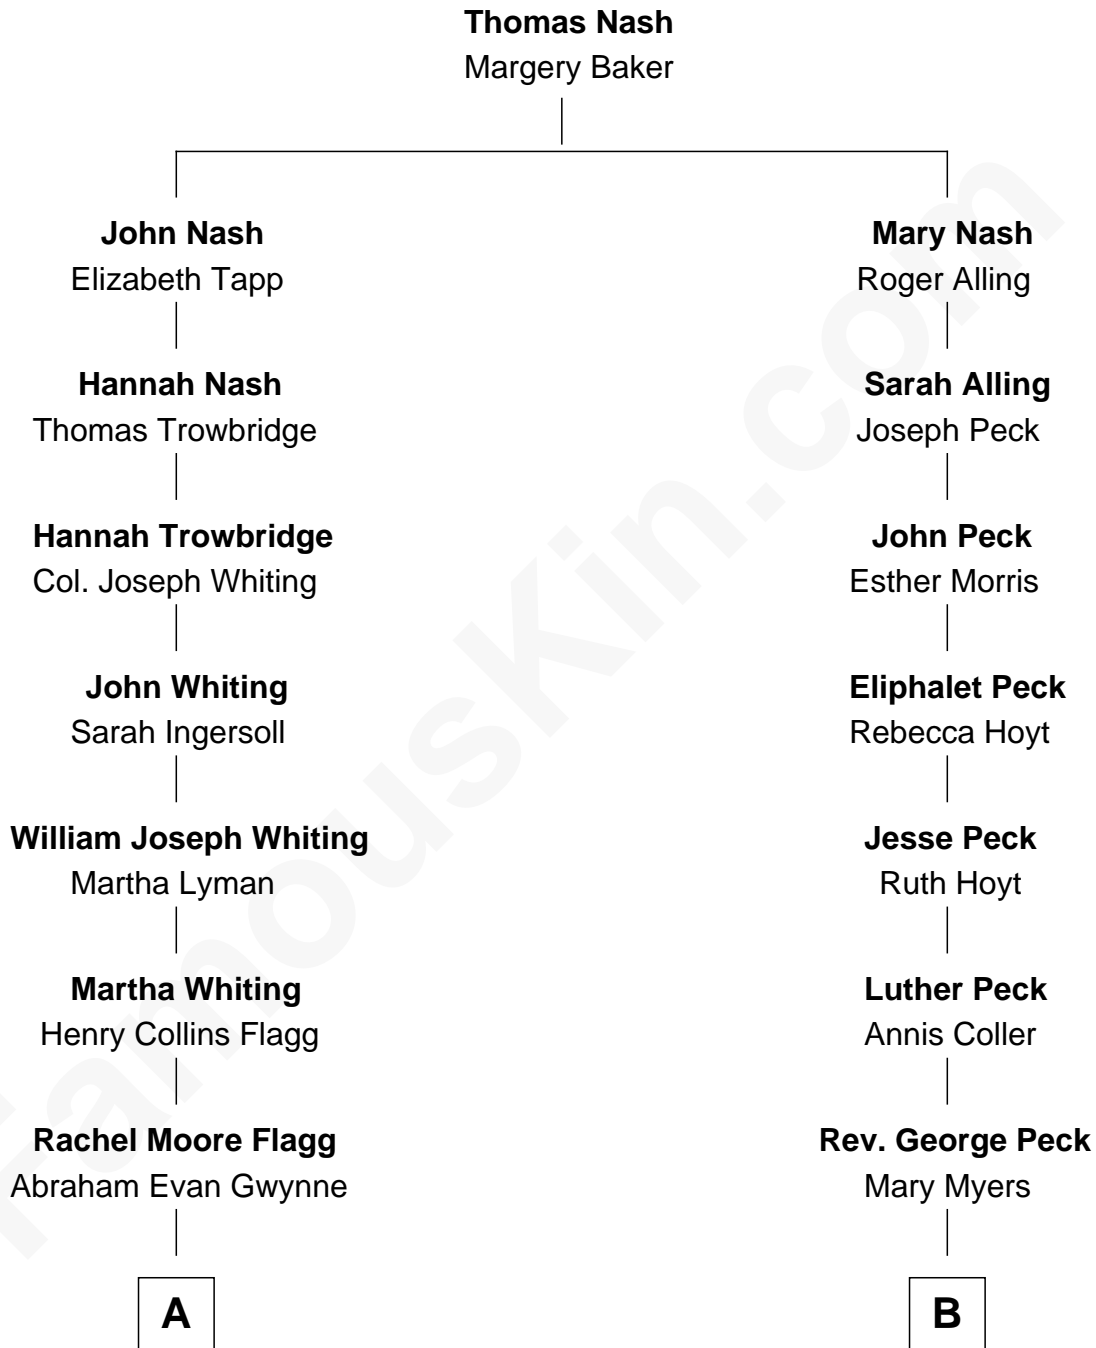 Thomas Nash
Margery Baker
John Nash
Elizabeth Tapp
Mary Nash
Roger Alling
Hannah Nash
Thomas Trowbridge
Sarah Alling
Joseph Peck
Hannah Trowbridge
Col. Joseph Whiting
John Peck
Esther Morris
John Whiting
Sarah Ingersoll
Eliphalet Peck
Rebecca Hoyt
William Joseph Whiting
Martha Lyman
Jesse Peck
Ruth Hoyt
Martha Whiting
Henry Collins Flagg
Luther Peck
Annis Coller
Rachel Moore Flagg
Abraham Evan Gwynne
Rev. George Peck
Mary Myers
A
B
FamousKin.com